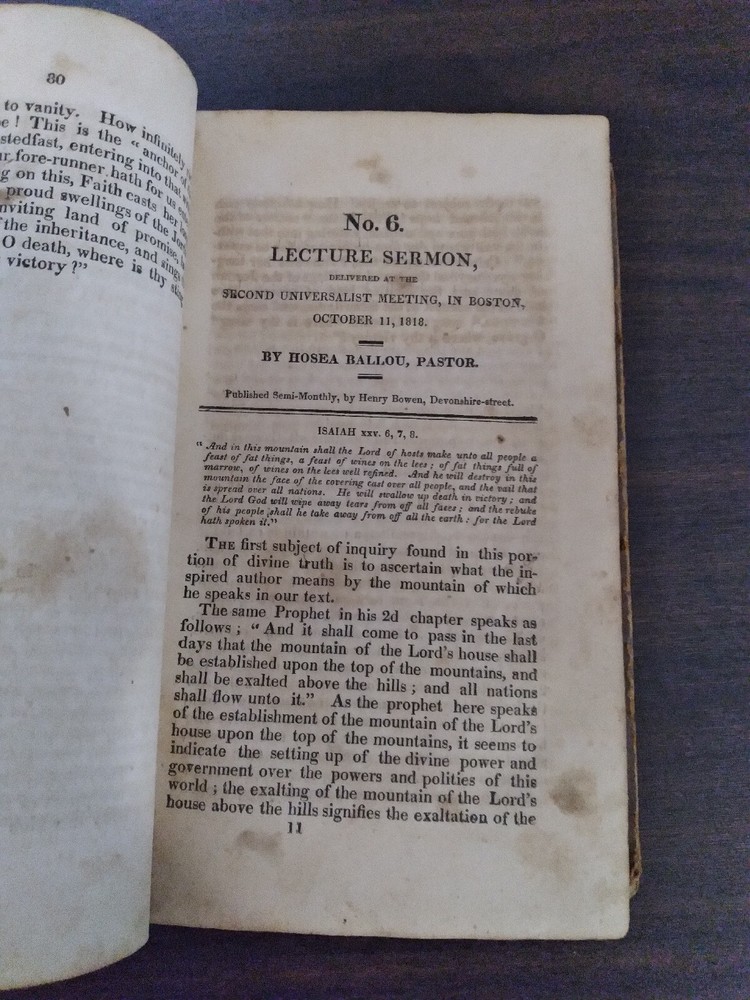 80
to vanity. How infinitely
! This is the "anchor of
stedfast, entering into that
fore-runner hath for us
g on this, Faith casts her
proud swellings of the
nviting land of promise,
the inheritance, and sings
O death, where is thy
victory?"
No. 6.
LECTURE SERMON,
DELIVERED AT THE
SECOND UNIVERSALIST MEETING, IN BOSTON,
OCTOBER 11, 1818.
BY HOSEA BALLOU, PASTOR.
Published Semi-Monthly, by Henry Bowen, Devonshire-street.
ISAIAH xxv. 6, 7, 8.
"And in this mountain shall the Lord of hosts make unto all people a
feast of fat things, a feast of wines on the lees; of fat things full of
marrow, of wines on the lees well refined. And he will destroy in this
mountain the face of the covering cast over all people, and the vail that
is spread over all nations. He will swallow up death in victory; and
the Lord God will wipe away tears from off all faces; and the rebuke
of his people shall he take away from off all the earth: for the Lord
hath spoken it."
THE first subject of inquiry found in this por-
tion of divine truth is to ascertain what the in-
spired author means by the mountain of which
he speaks in our text.
The same Prophet in his 2d chapter speaks as
follows; "And it shall come to pass in the last
days that the mountain of the Lord's house shall
be established upon the top of the mountains, and
shall be exalted above the hills; and all nations
shall flow unto it." As the prophet here speaks
of the establishment of the mountain of the Lord's
house upon the top of the mountains, it seems to
indicate the setting up of the divine power and
government over the powers and polities of this
world; the exalting of the mountain of the Lord's
house above the hills signifies the exaltation of the
11